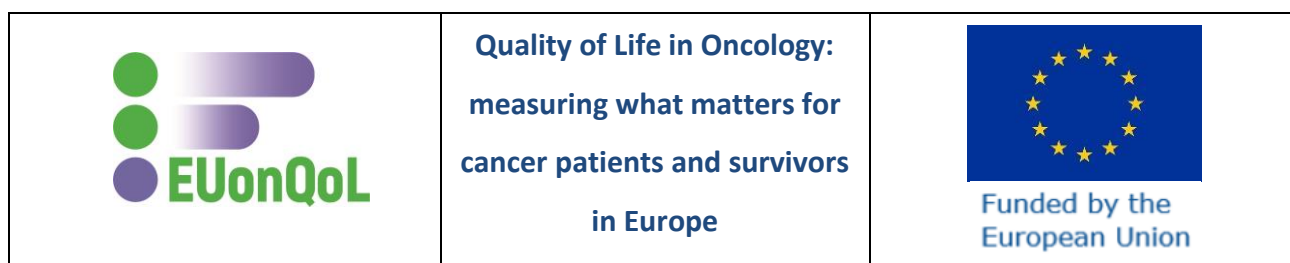 EUonQoL
Quality of Life in Oncology:
measuring what matters for
cancer patients and survivors
in Europe
Funded by the
European Union